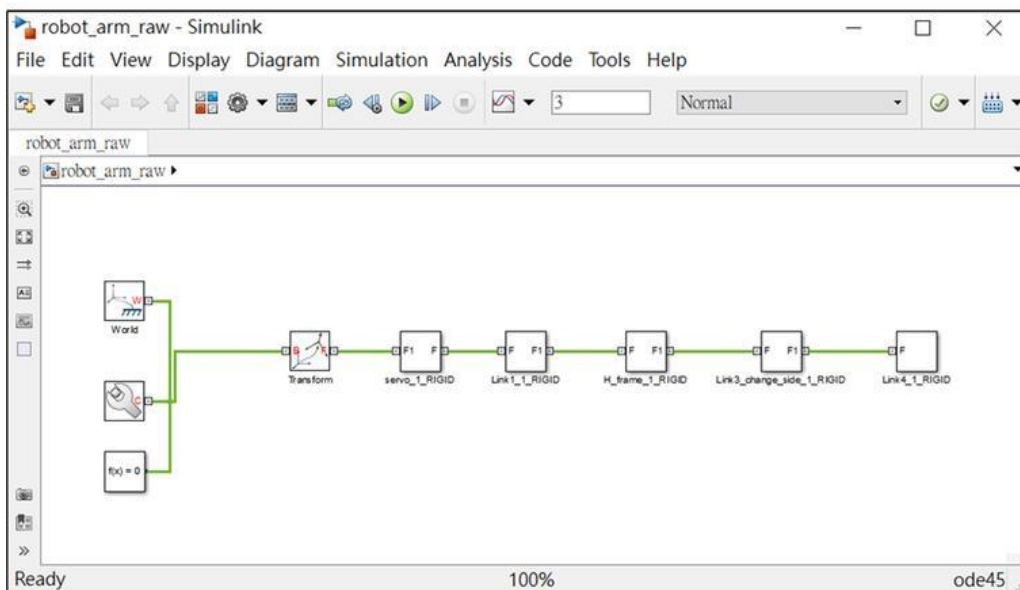 robot_arm_raw - Simulink
File Edit View Display Diagram Simulation Analysis Code Tools Help
3 Normal
robot_arm_raw
robot_arm_raw
W
World
B F
Transform
F1 F
servo_1_RIGID
F F1
Link1_1_RIGID
F F1
H_frame_1_RIGID
F F1
Link3_change_side_1_RIGID
F
Link4_1_RIGID
C
f(x) = 0
Ready 100% ode45